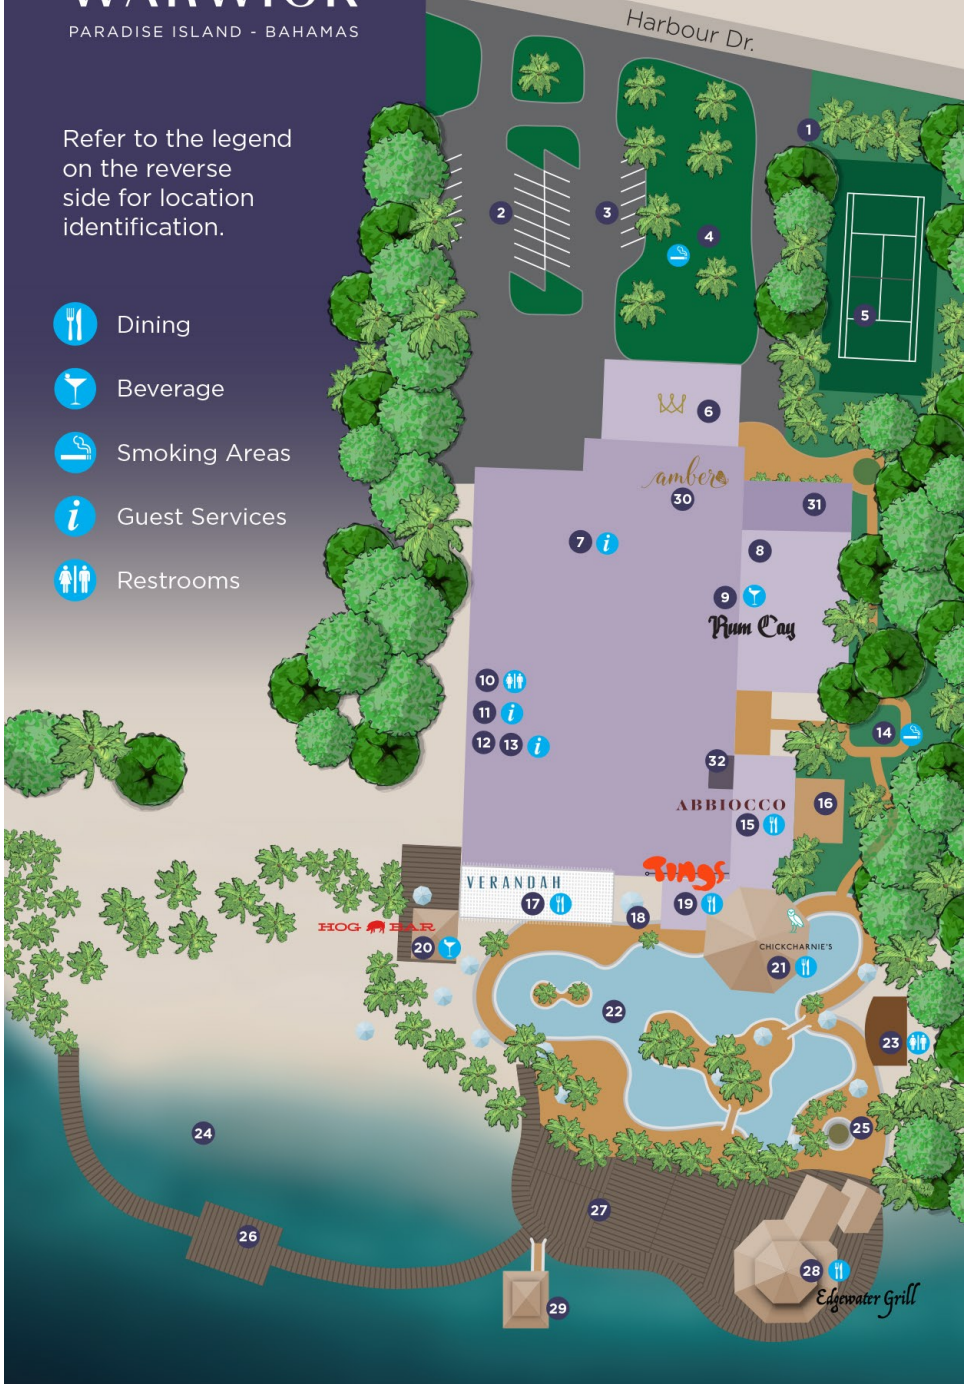 WARWICK
PARADISE ISLAND - BAHAMAS
Harbour Dr.
Refer to the legend
on the reverse
side for location
identification.
Dining
Beverage
Smoking Areas
i Guest Services
Restrooms
1
2
3
4
5
6
amber
30
31
7 i
8
9
Rum Cay
10
11 i
12 13 i
14
32
ABBIOCCO
15
16
VERANDAH
17
18
Tings
19
HOG BAR
20
CHICKCHARNIE'S
21
22
23
24
25
26
27
28
Edgewater Grill
29